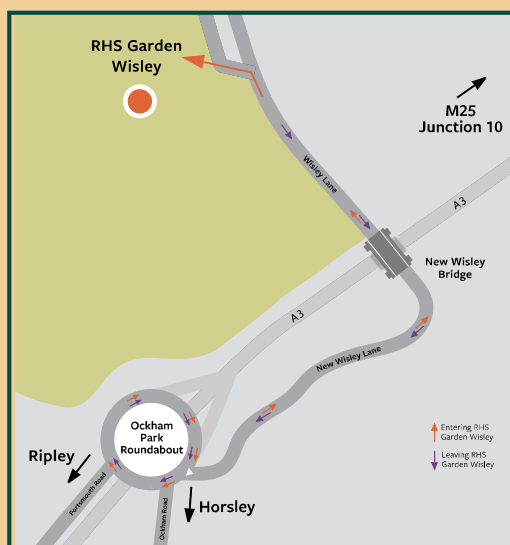 RHS Garden
Wisley
M25
Junction 10
Wisley Lane
A3
New Wisley
Bridge
A3
New Wisley Lane
Ockham
Park
Roundabout
Entering RHS
Garden Wisley
Leaving RHS
Garden Wisley
Ripley
Portsmouth Road
Ockham Road
Horsley